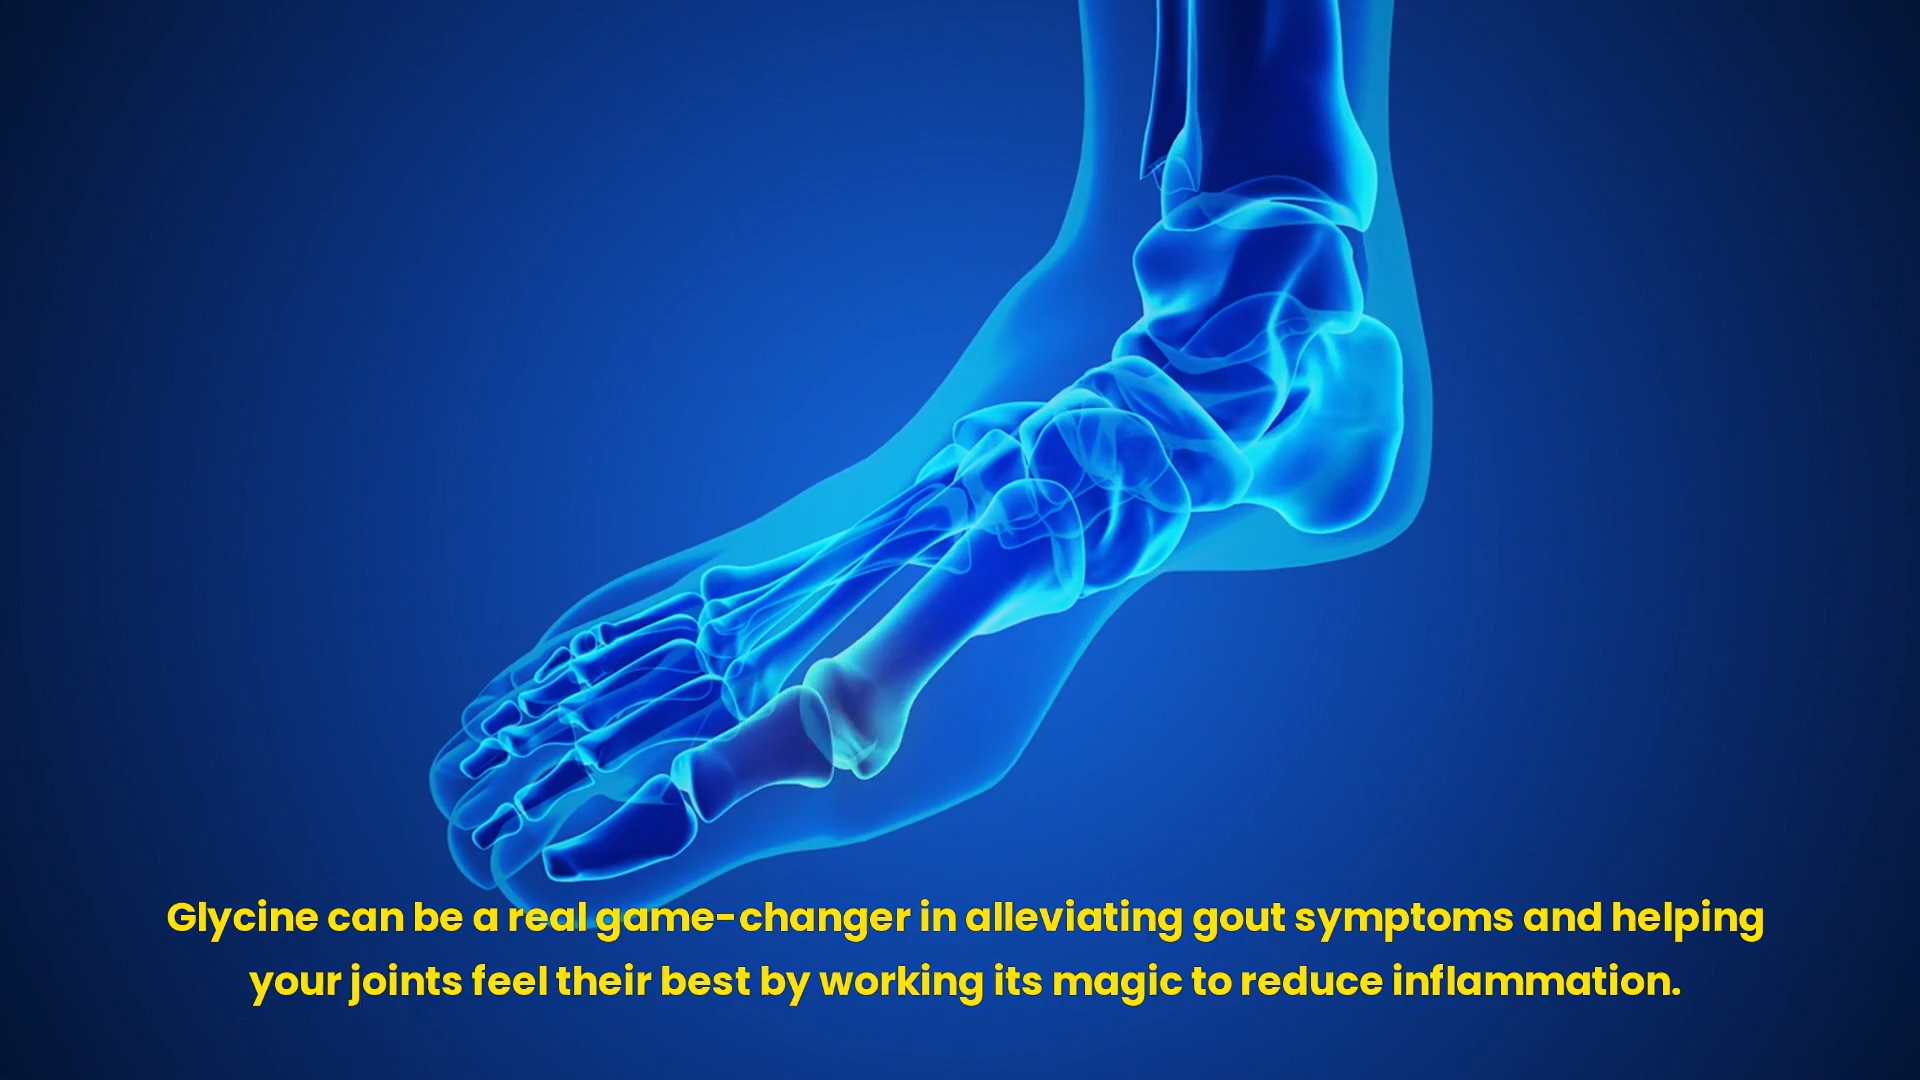 Glycine can be a real game-changer in alleviating gout symptoms and helping
your joints feel their best by working its magic to reduce inflammation.